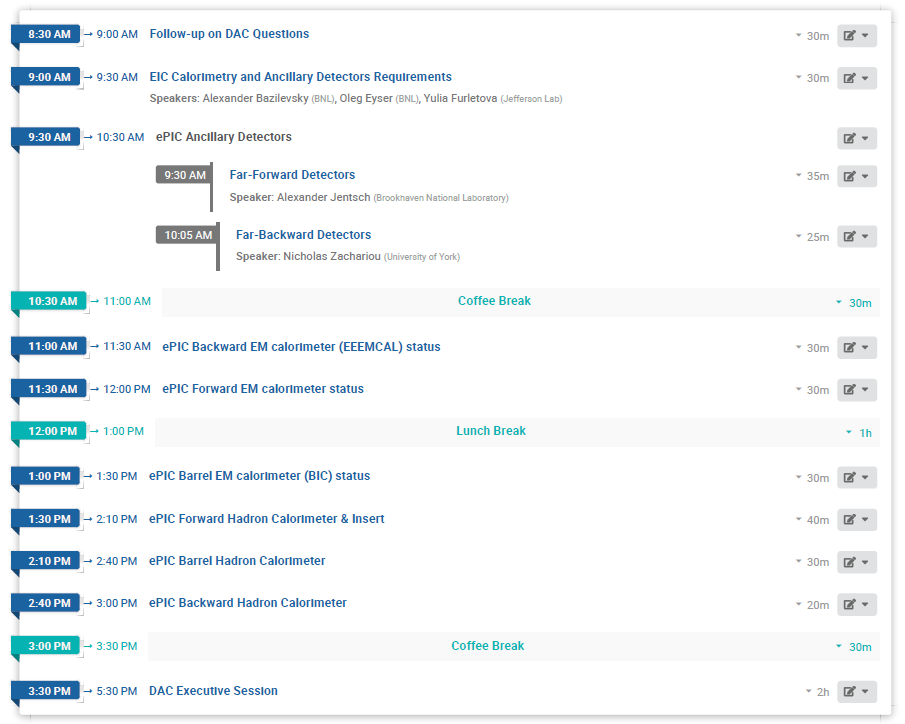 8:30 AM → 9:00 AM Follow-up on DAC Questions 30m
9:00 AM → 9:30 AM EIC Calorimetry and Ancillary Detectors Requirements 30m
Speakers: Alexander Bazilevsky (BNL), Oleg Eyser (BNL), Yulia Furletova (Jefferson Lab)
9:30 AM → 10:30 AM ePIC Ancillary Detectors
9:30 AM Far-Forward Detectors 35m
Speaker: Alexander Jentsch (Brookhaven National Laboratory)
10:05 AM Far-Backward Detectors 25m
Speaker: Nicholas Zachariou (University of York)
10:30 AM → 11:00 AM Coffee Break 30m
11:00 AM → 11:30 AM ePIC Backward EM calorimeter (EEEMCAL) status 30m
11:30 AM → 12:00 PM ePIC Forward EM calorimeter status 30m
12:00 PM → 1:00 PM Lunch Break 1h
1:00 PM → 1:30 PM ePIC Barrel EM calorimeter (BIC) status 30m
1:30 PM → 2:10 PM ePIC Forward Hadron Calorimeter & Insert 40m
2:10 PM → 2:40 PM ePIC Barrel Hadron Calorimeter 30m
2:40 PM → 3:00 PM ePIC Backward Hadron Calorimeter 20m
3:00 PM → 3:30 PM Coffee Break 30m
3:30 PM → 5:30 PM DAC Executive Session 2h